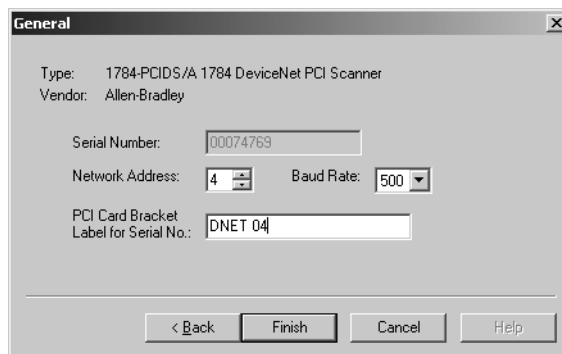 General
Type: 1784-PCIDS/A 1784 DeviceNet PCI Scanner
Vendor: Allen-Bradley
Serial Number: 00074769
Network Address: 4 Baud Rate: 500
PCI Card Bracket
Label for Serial No.: DNET 04
< Back Finish Cancel Help